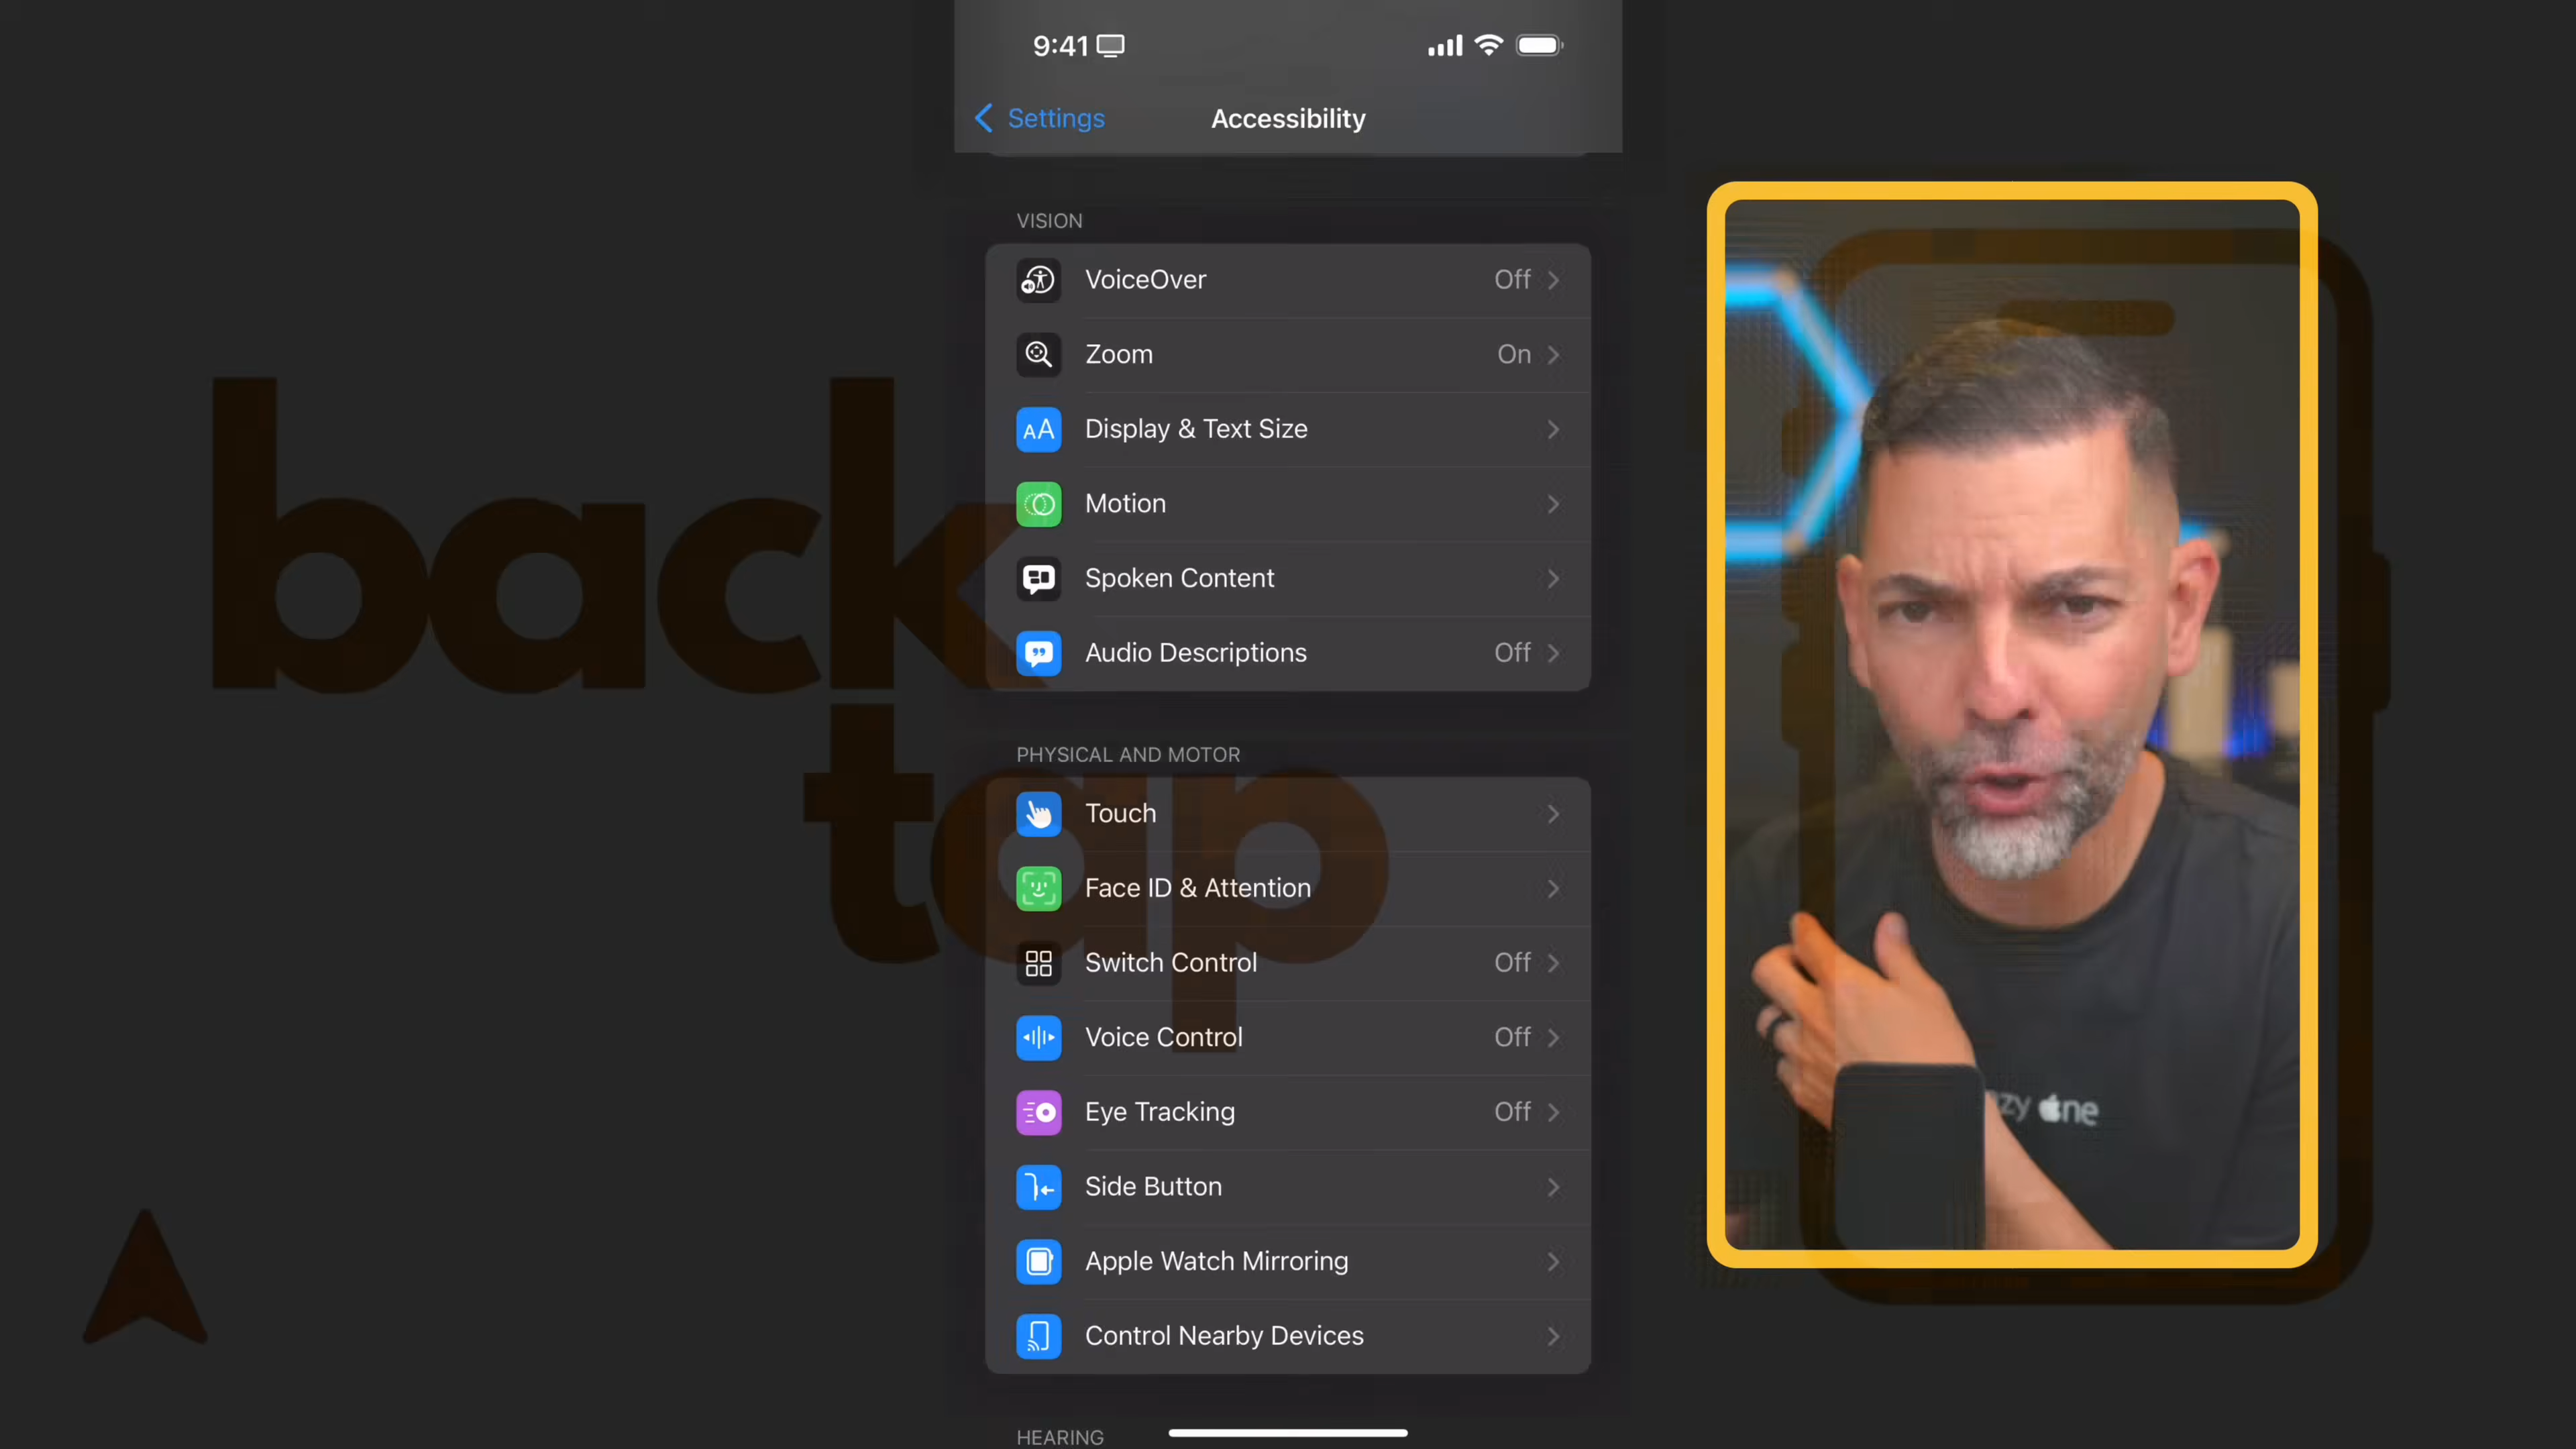 9:41
Settings
Accessibility
VISION
VoiceOver
Off
Zoom
On
Display & Text Size
Motion
Spoken Content
Audio Descriptions
Off
PHYSICAL AND MOTOR
Touch
Face ID & Attention
Switch Control
Off
Voice Control
Off
Eye Tracking
Off
Side Button
Apple Watch Mirroring
Control Nearby Devices
HEARING
back
tap